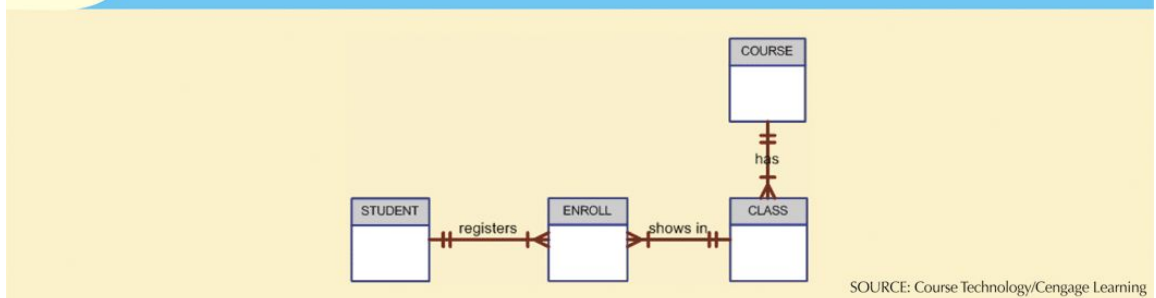 COURSE
has
STUDENT
registers
ENROLL
shows in
CLASS
SOURCE: Course Technology/Cengage Learning